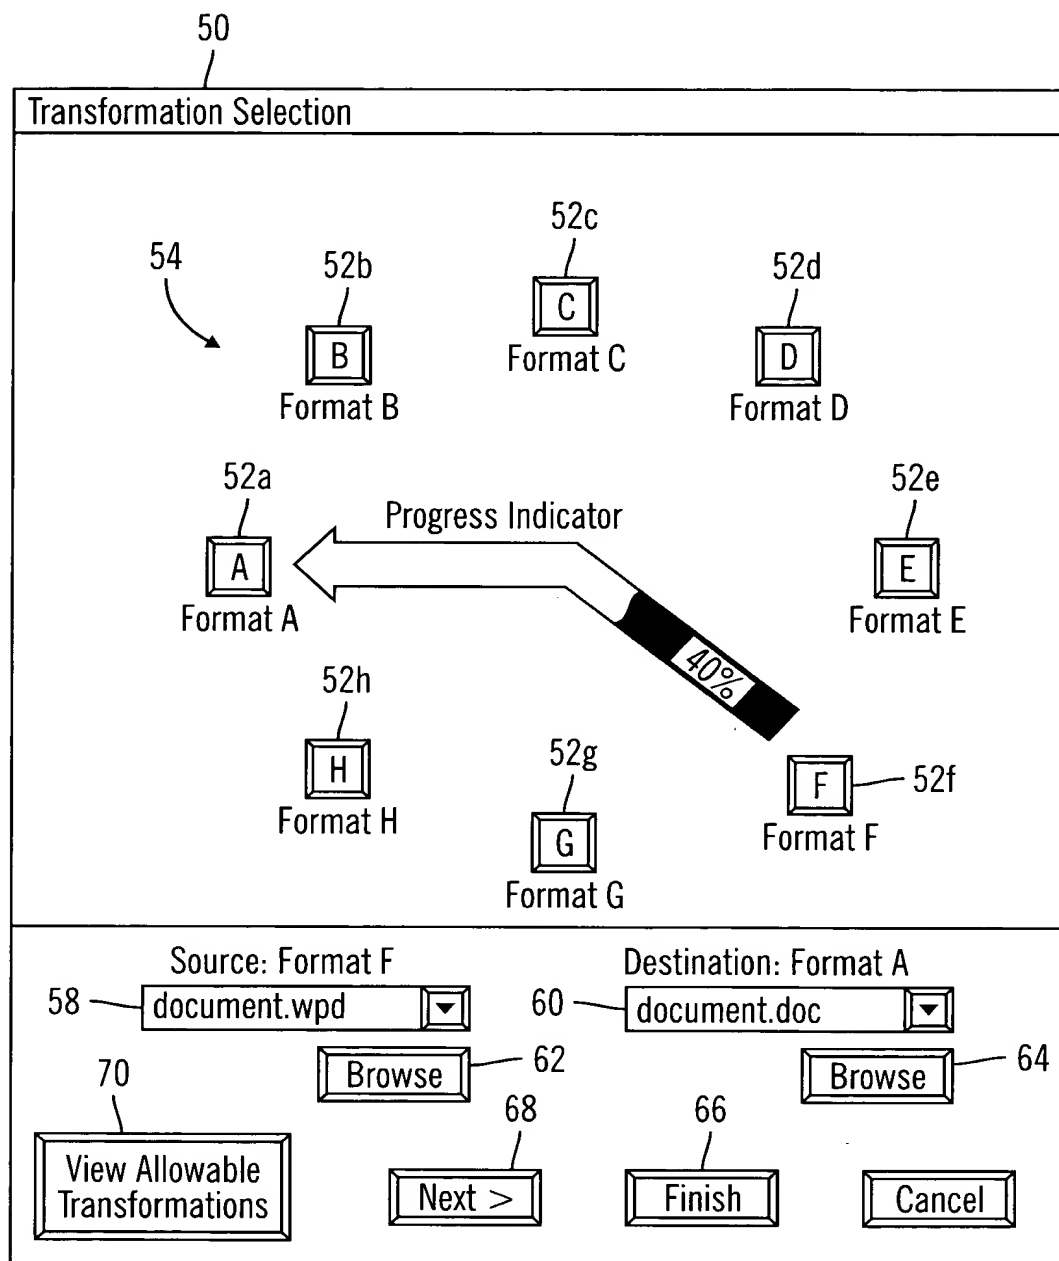 50
Transformation Selection
52c
54
52b
52d
C
B
D
Format C
Format B
Format D
52a
52e
Progress Indicator
A
E
Format A
Format E
40%
52h
52g
H
F
52f
Format H
G
Format F
Format G
Source: Format F
Destination: Format A
58
document.wpd
60
document.doc
70
Browse
62
Browse
64
68
66
View Allowable
Transformations
Next >
Finish
Cancel